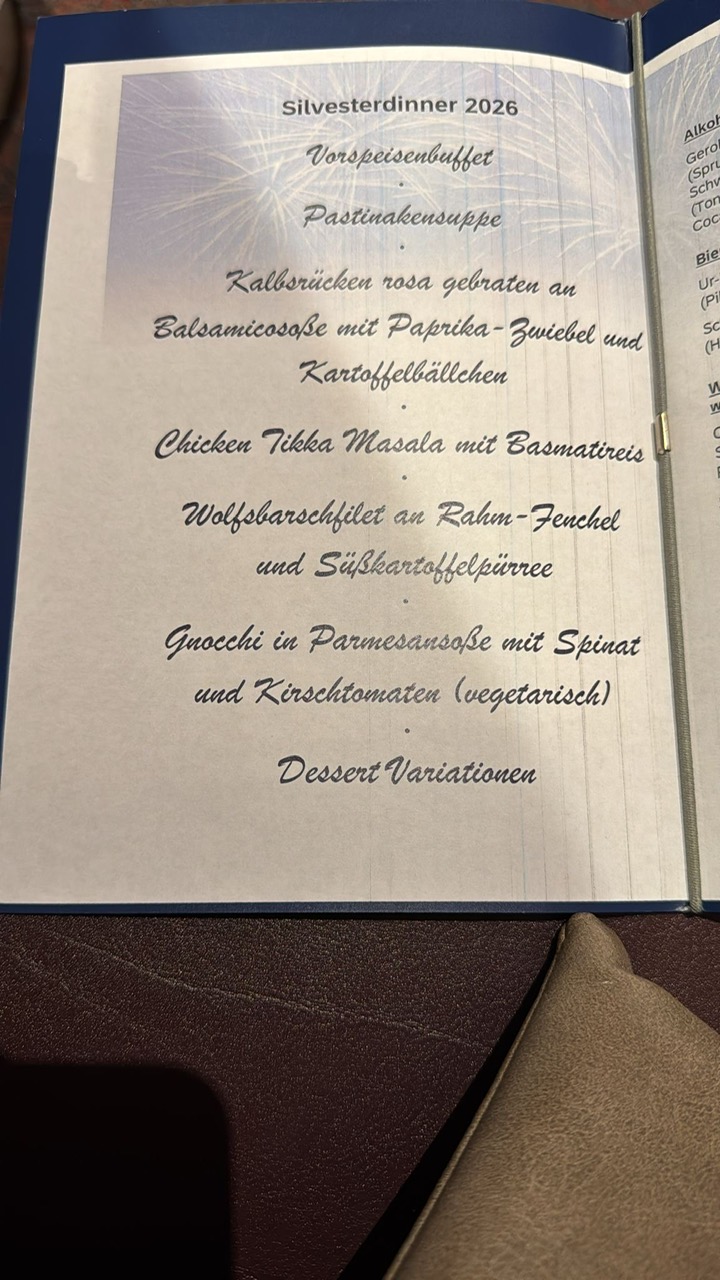 Silvesterdinner 2026
Vorspeisenbuffet
Pastinakensuppe
Kalbsrücken rosa gebraten an
Balsamicosoße mit Paprika-Zwiebel und
Kartoffelbällchen
Chicken Tikka Masala mit Basmatireis
Wolfsbarschfilet an Rahm-Fenchel
und Süßkartoffelpürree
Gnocchi in Parmesansoße mit Spinat
und Kirschtomaten (vegetarisch)
Dessert Variationen